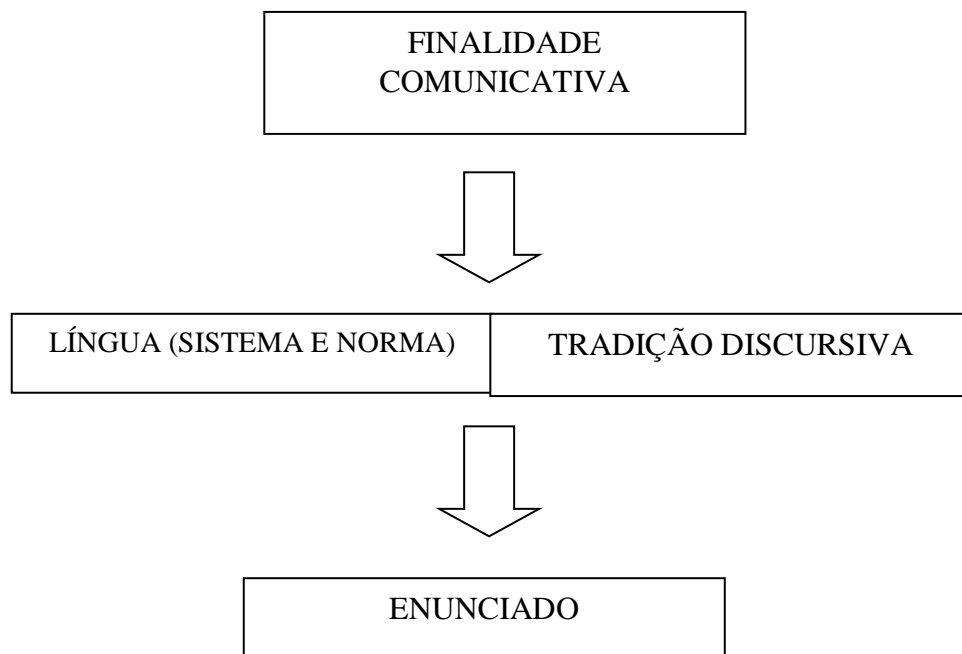 FINALIDADE
COMUNICATIVA
LÍNGUA (SISTEMA E NORMA)
TRADIÇÃO DISCURSIVA
ENUNCIADO